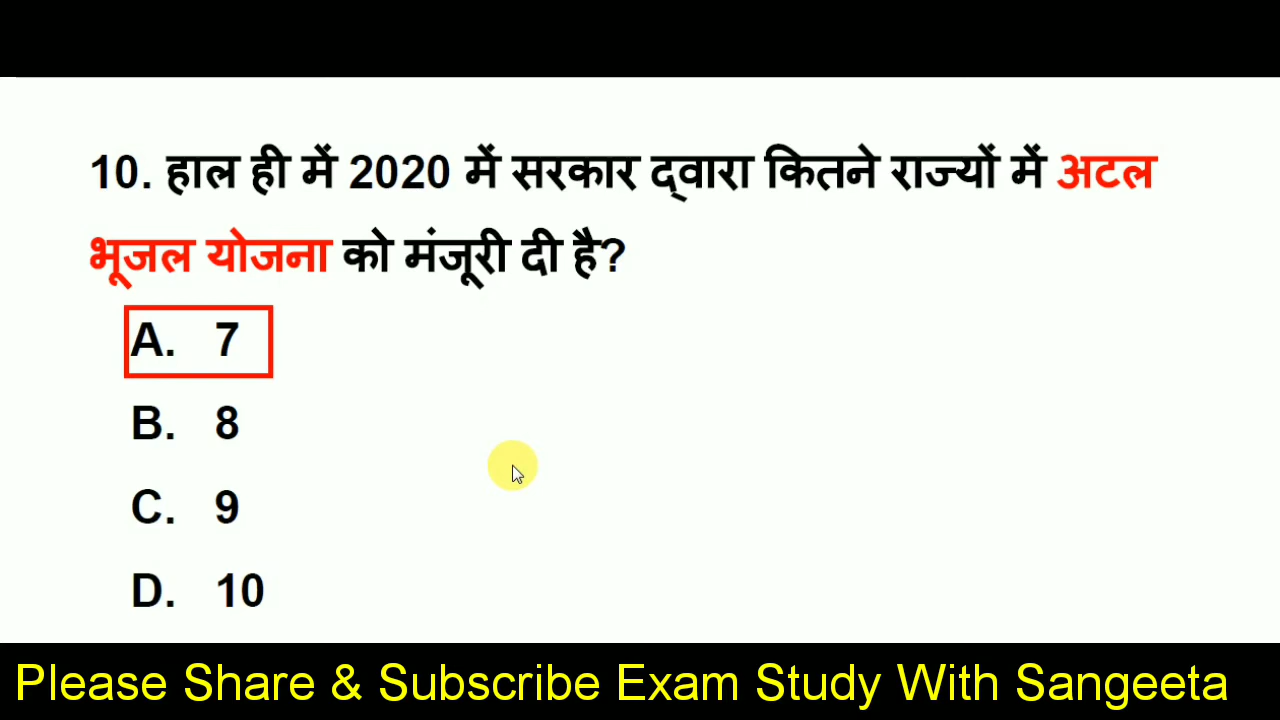 10. हाल ही में 2020 में सरकार द्वारा कितने राज्यों में अटल
भूजल योजना को मंजूरी दी है?
A. 7
B. 8
C. 9
D. 10
Please Share & Subscribe Exam Study With Sangeeta